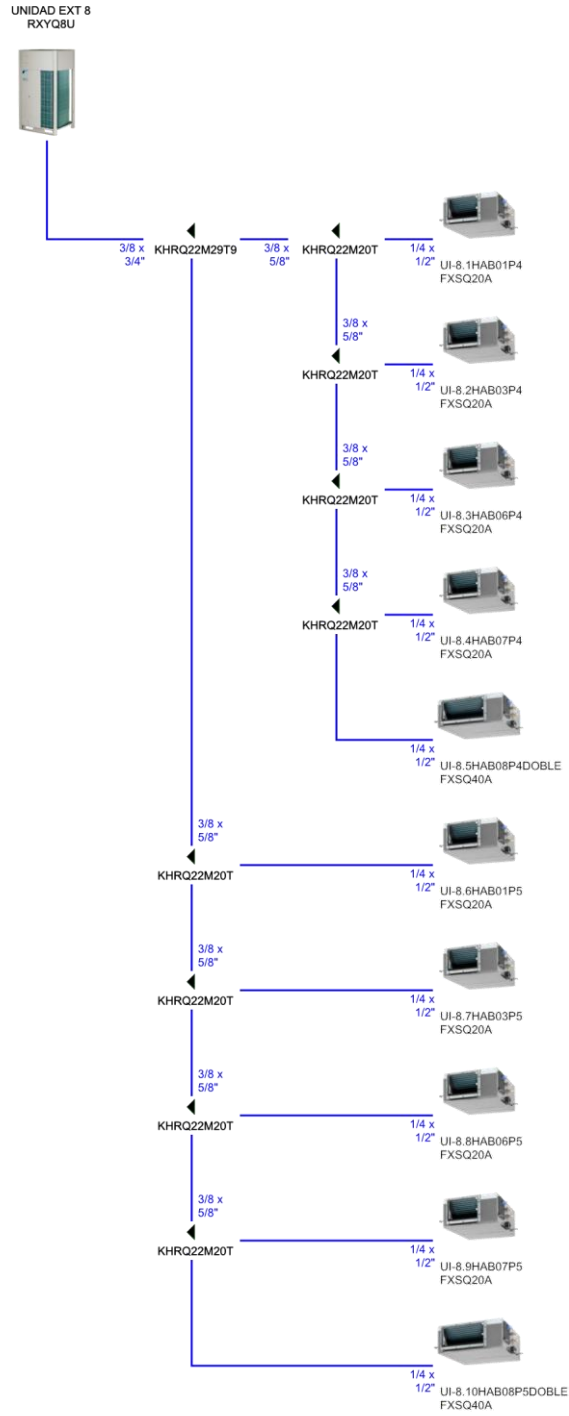 UNIDAD EXT 8
RXYQ8U
3/8 x
3/4"
KHRQ22M29T9
3/8 x
5/8"
KHRQ22M20T
1/4 x
1/2"
UI-8.1HAB01P4
FXSQ20A
3/8 x
5/8"
KHRQ22M20T
1/4 x
1/2"
UI-8.2HAB03P4
FXSQ20A
3/8 x
5/8"
KHRQ22M20T
1/4 x
1/2"
UI-8.3HAB06P4
FXSQ20A
3/8 x
5/8"
KHRQ22M20T
1/4 x
1/2"
UI-8.4HAB07P4
FXSQ20A
1/4 x
1/2"
UI-8.5HAB08P4DOBLE
FXSQ40A
3/8 x
5/8"
KHRQ22M20T
1/4 x
1/2"
UI-8.6HAB01P5
FXSQ20A
3/8 x
5/8"
KHRQ22M20T
1/4 x
1/2"
UI-8.7HAB03P5
FXSQ20A
3/8 x
5/8"
KHRQ22M20T
1/4 x
1/2"
UI-8.8HAB06P5
FXSQ20A
3/8 x
5/8"
KHRQ22M20T
1/4 x
1/2"
UI-8.9HAB07P5
FXSQ20A
1/4 x
1/2"
UI-8.10HAB08P5DOBLE
FXSQ40A